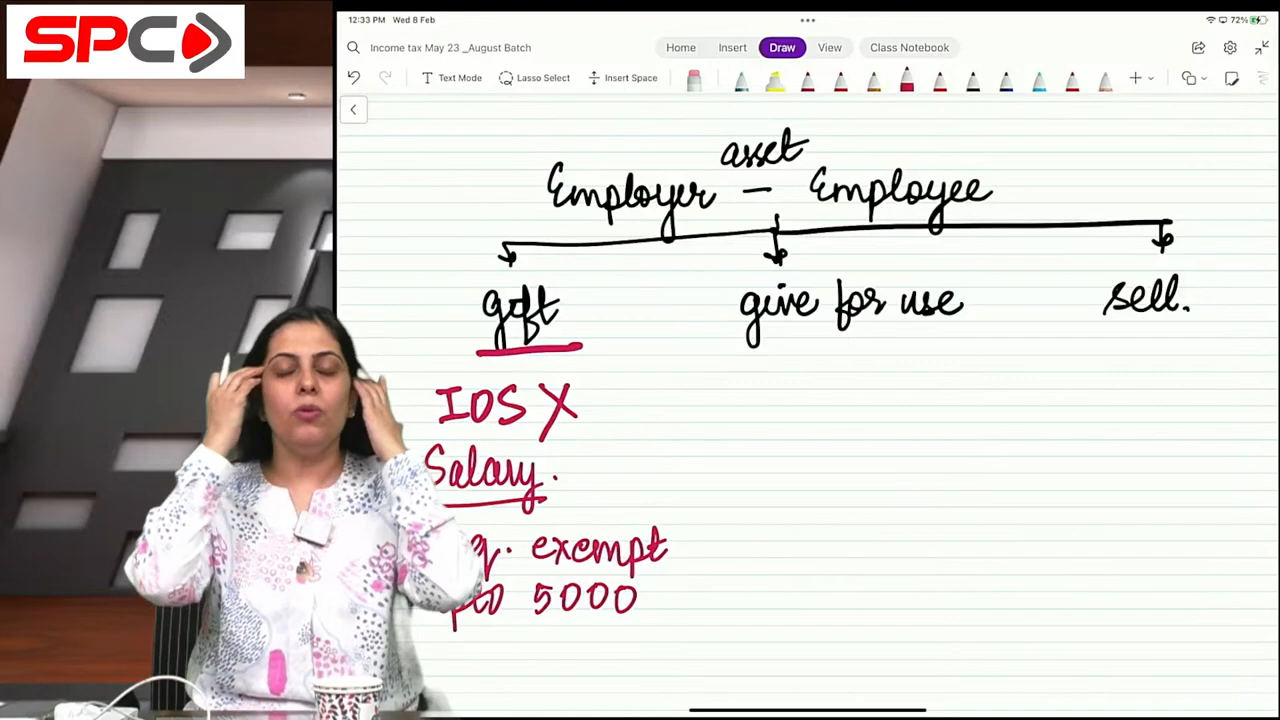 SPC
12:33 PM Wed 8 Feb
72%
Income tax May 23 _August Batch
Home Insert Draw View Class Notebook
Text Mode Lasso Select Insert Space
asset
Employer - Employee
gift give for use sell.
IOS X
Salary.
exempt
5000